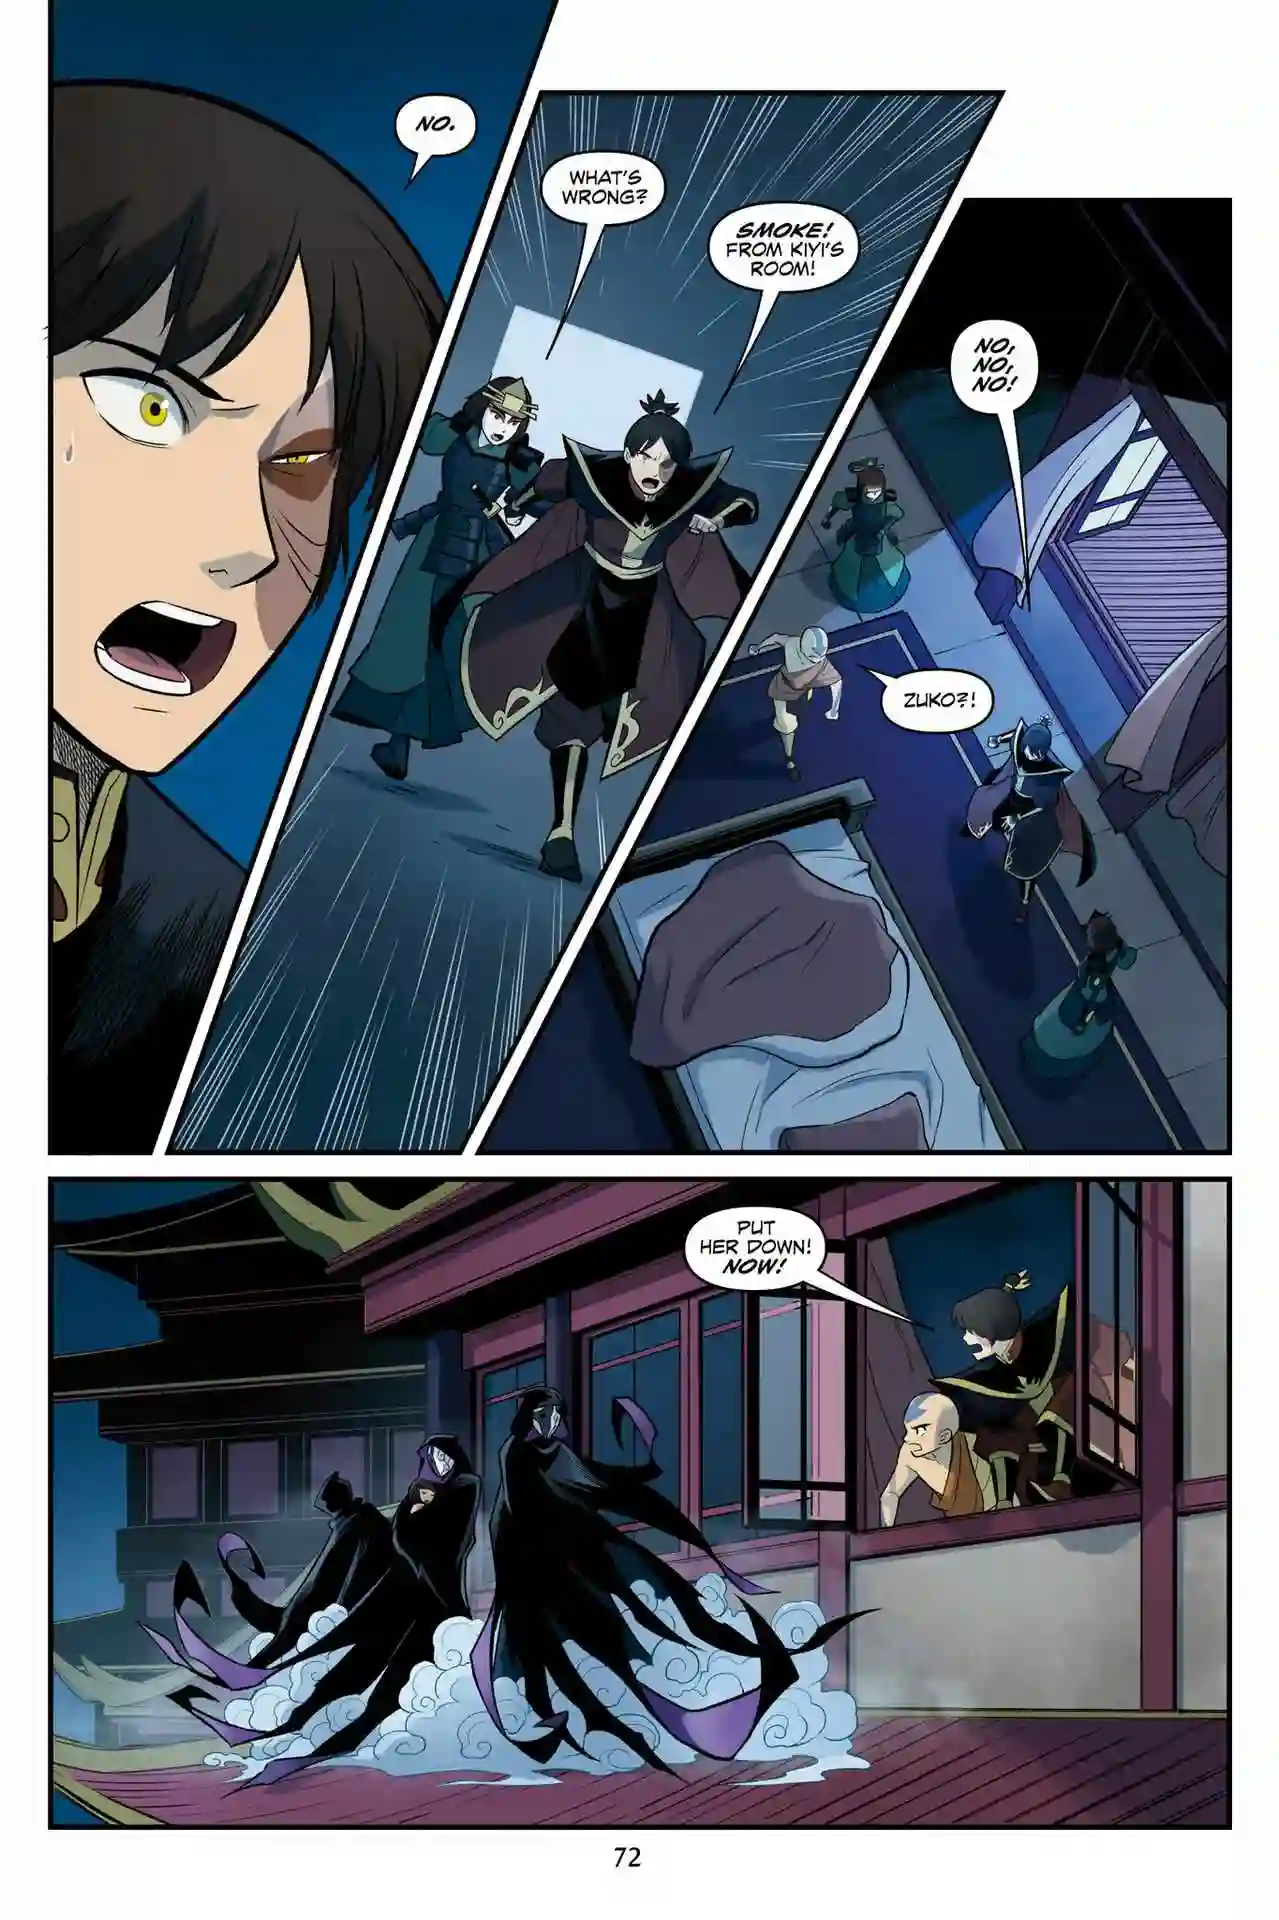 NO.
WHAT'S
WRONG?
SMOKE!
FROM KIYI'S
ROOM!
NO,
NO,
NO!
ZUKO?!
PUT
HER DOWN!
NOW!
72